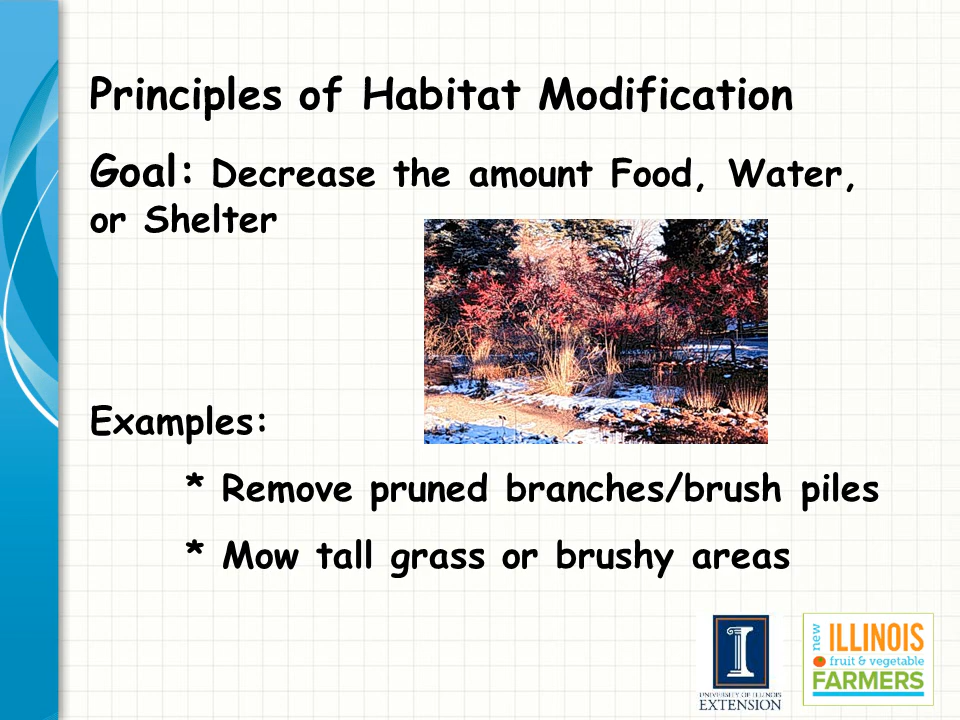 Principles of Habitat Modification
Goal: Decrease the amount Food, Water,
or Shelter
Examples:
* Remove pruned branches/brush piles
* Mow tall grass or brushy areas
I
UNIVERSITY OF ILLINOIS
EXTENSION
new
ILLINOIS
fruit & vegetable
FARMERS